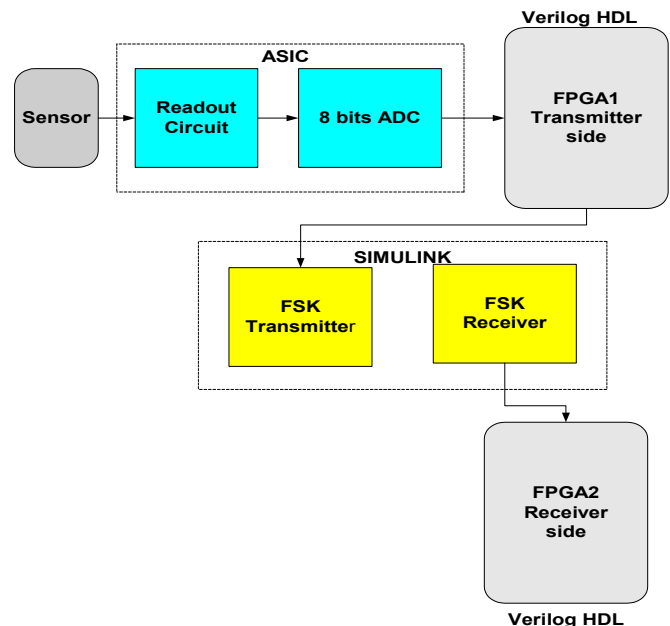 Verilog HDL
ASIC
Sensor
Readout
Circuit
8 bits ADC
FPGA1
Transmitter
side
SIMULINK
FSK
Transmitter
FSK
Receiver
FPGA2
Receiver
side
Verilog HDL